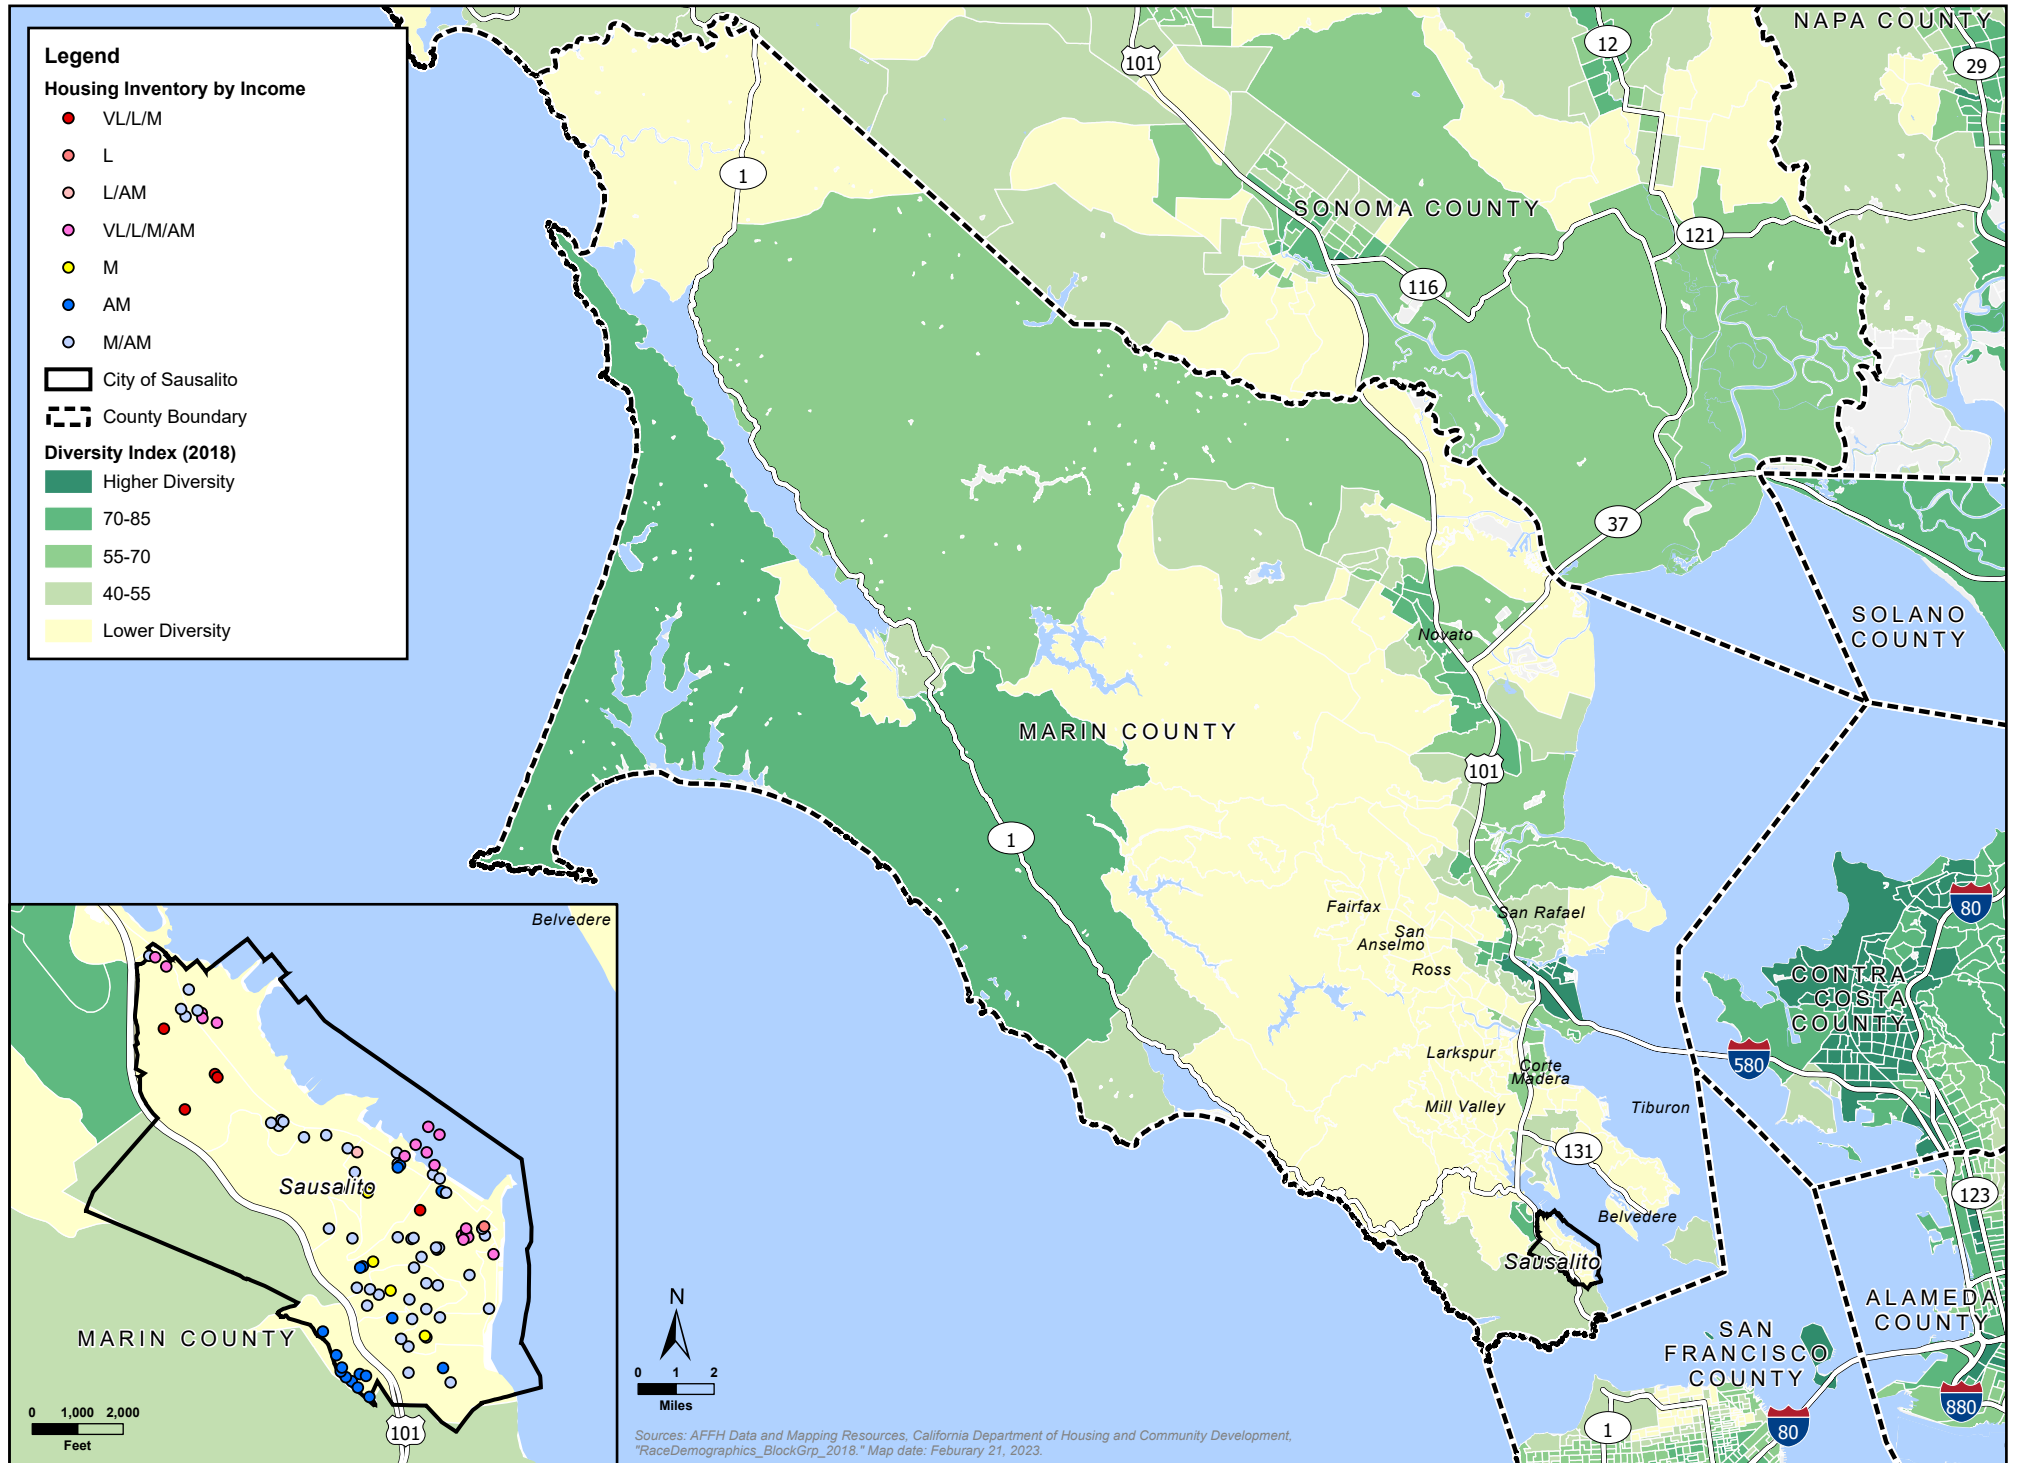 Legend
Housing Inventory by Income
VL/L/M
L
L/AM
VL/L/M/AM
M
AM
M/AM
City of Sausalito
County Boundary
Diversity Index (2018)
Higher Diversity
70-85
55-70
40-55
Lower Diversity
NAPA COUNTY
12
29
101
1
SONOMA COUNTY
121
116
37
SOLANO
COUNTY
Novato
MARIN COUNTY
101
1
80
Fairfax
San Rafael
San
Anselmo
Ross
CONTRA
COSTA
COUNTY
Larkspur
Corte
Madera
580
Mill Valley
Tiburon
131
123
Belvedere
Sausalito
ALAMEDA
COUNTY
SAN
FRANCISCO
COUNTY
880
1
80
Belvedere
Sausalito
MARIN COUNTY
101
0 1,000 2,000
Feet
N
0 1 2
Miles
Sources: AFFH Data and Mapping Resources, California Department of Housing and Community Development,
"RaceDemographics_BlockGrp_2018." Map date: Feburary 21, 2023.